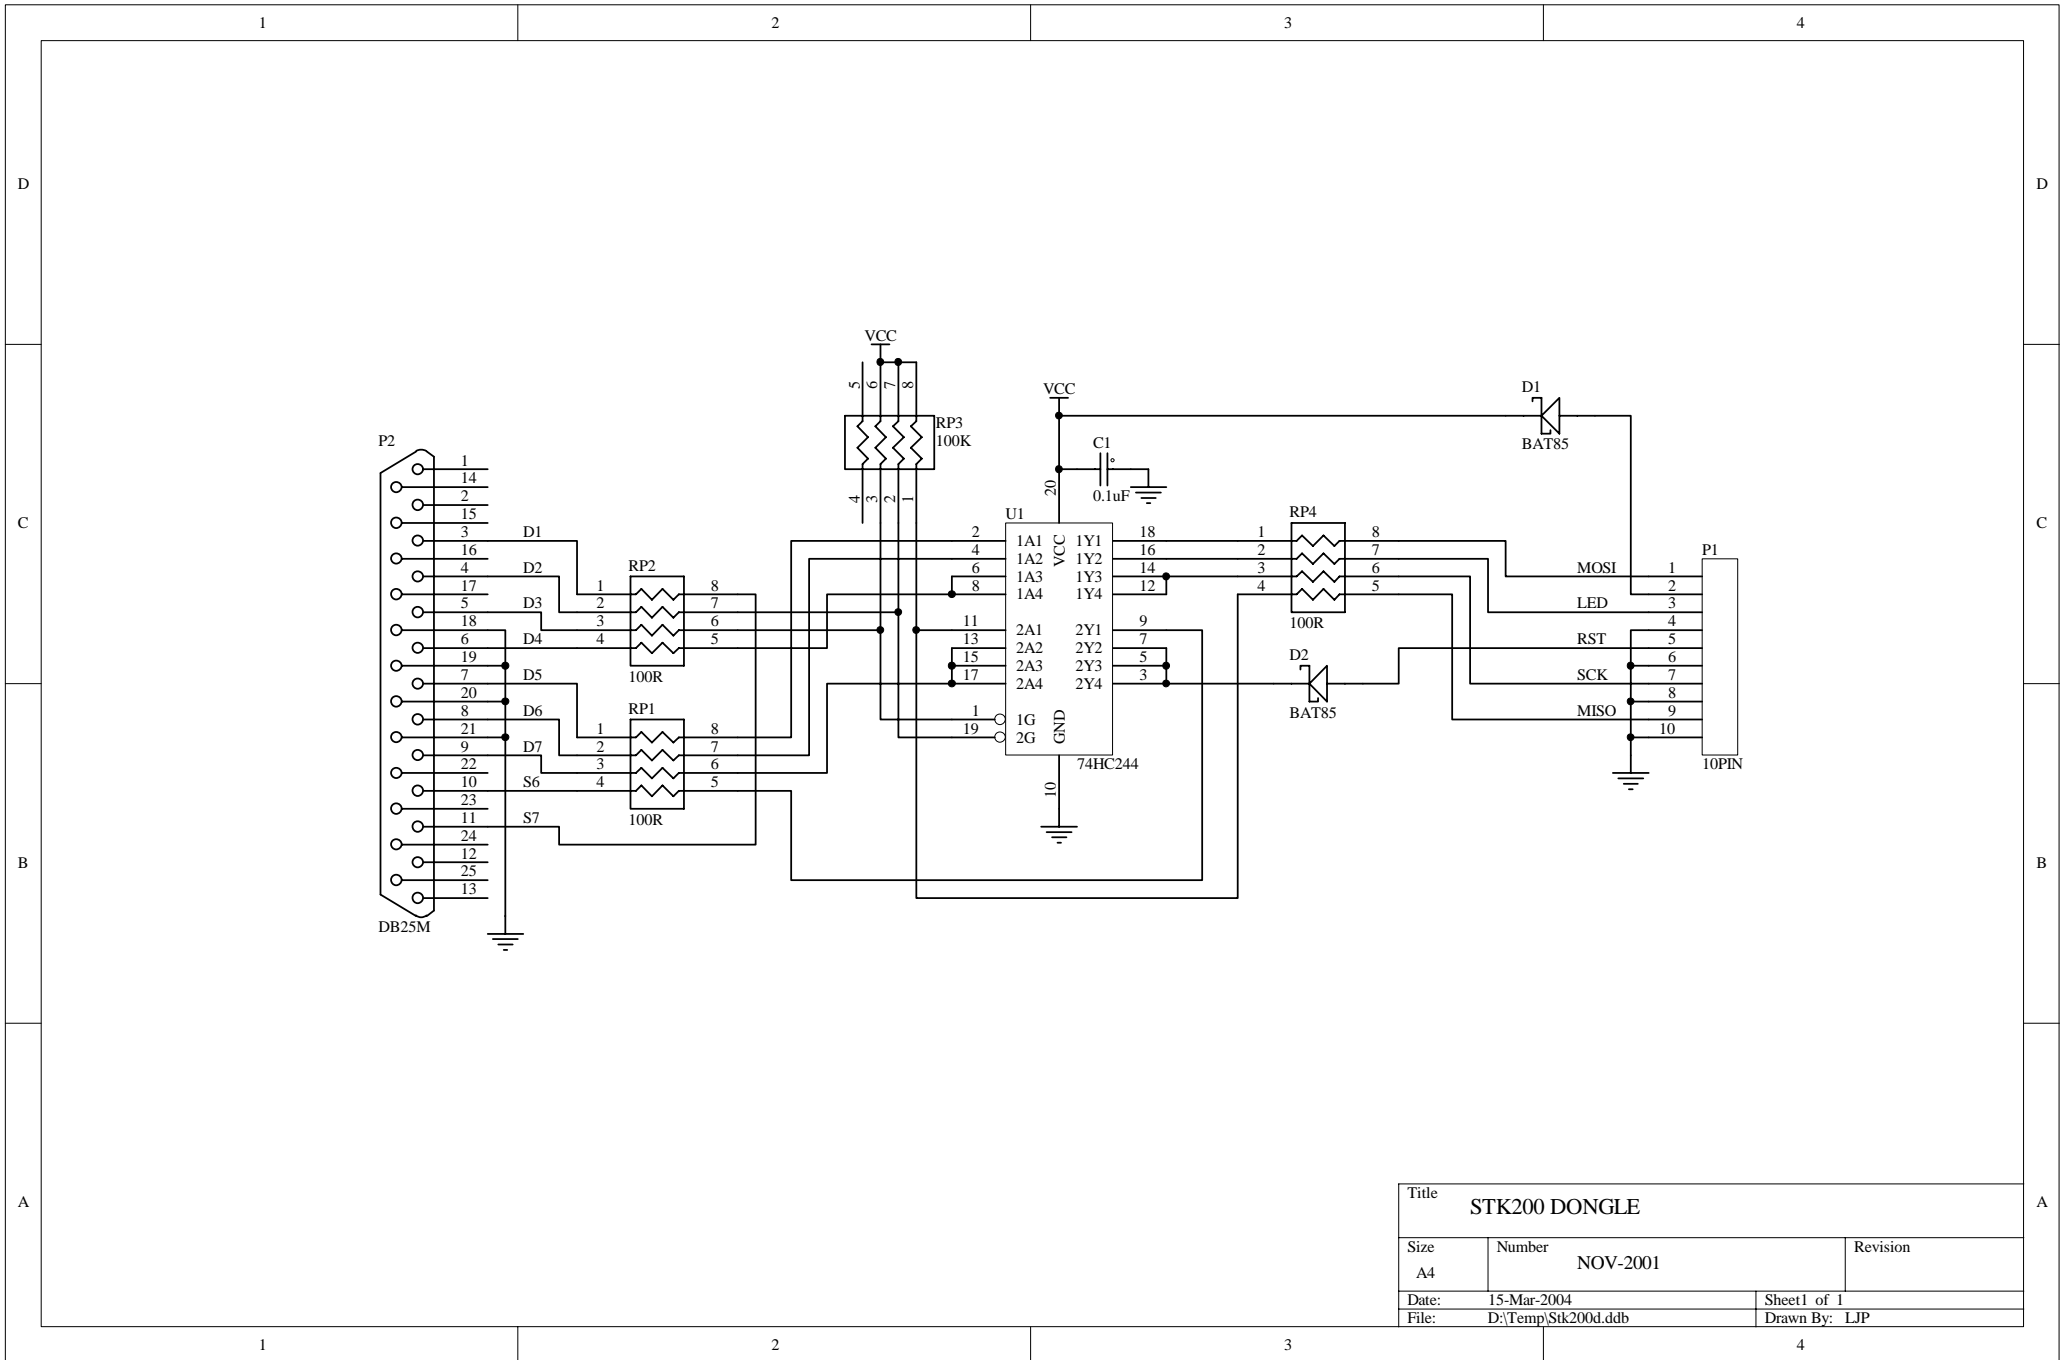 1 2 3 4
D D
C C
B B
A A
VCC
5 6 7 8
RP3
100K
4 3 2 1
VCC
D1
BAT85
C1
0.1uF
20
P2
1
14
2
15
3 D1
16
4 D2
17
5 D3
18
6 D4
19
7 D5
20
8 D6
21
9 D7
22
10 S6
23
11 S7
24
12
25
13
DB25M
RP2
1 8
2 7
3 6
4 5
100R
RP1
1 8
2 7
3 6
4 5
100R
U1
VCC
2 1A1 1Y1 18
4 1A2 1Y2 16
6 1A3 1Y3 14
8 1A4 1Y4 12
11 2A1 2Y1 9
13 2A2 2Y2 7
15 2A3 2Y3 5
17 2A4 2Y4 3
1 1G
19 2G
GND
74HC244
10
RP4
1 8
2 7
3 6
4 5
100R
D2
BAT85
P1
MOSI 1
2
LED 3
4
RST 5
6
SCK 7
8
MISO 9
10
10PIN
Title
STK200 DONGLE
Size Number Revision
A4 NOV-2001
Date: 15-Mar-2004 Sheet1 of 1
File: D:\Temp\Stk200d.ddb Drawn By: LJP
1 2 3 4